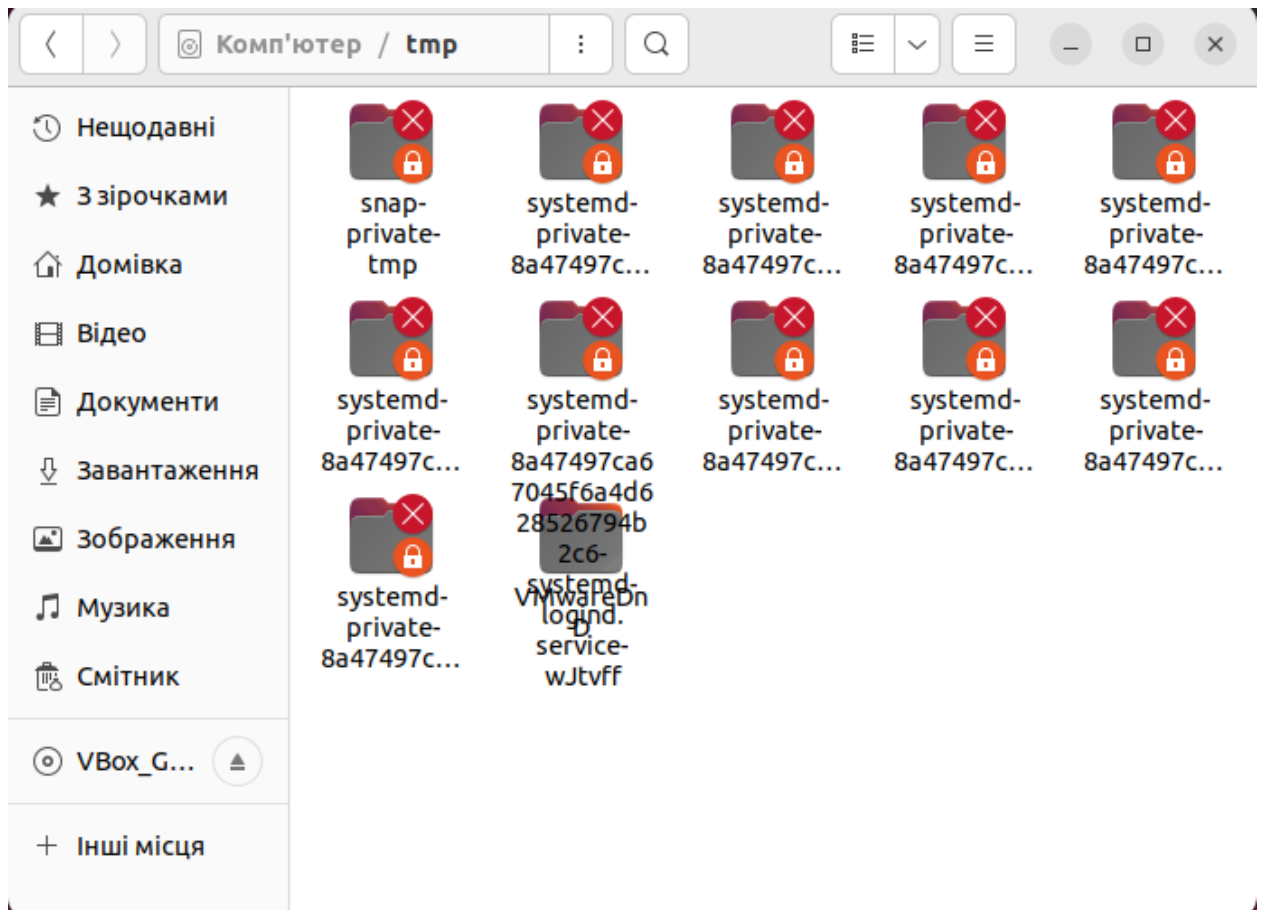 Комп'ютер / tmp
Нещодавні
З зірочками
Домівка
Відео
Документи
Завантаження
Зображення
Музика
Смітник
VBox_G...
Інші місця
snap-
private-
tmp
systemd-
private-
8a47497c...
systemd-
private-
8a47497c...
systemd-
private-
8a47497c...
systemd-
private-
8a47497c...
systemd-
private-
8a47497c...
systemd-
private-
8a47497ca6
7045f6a4d6
28526794b
2c6-
systemd-
logind.
service-
wJtvff
systemd-
private-
8a47497c...
systemd-
private-
8a47497c...
systemd-
private-
8a47497c...
systemd-
private-
8a47497c...
VMwareDn
D